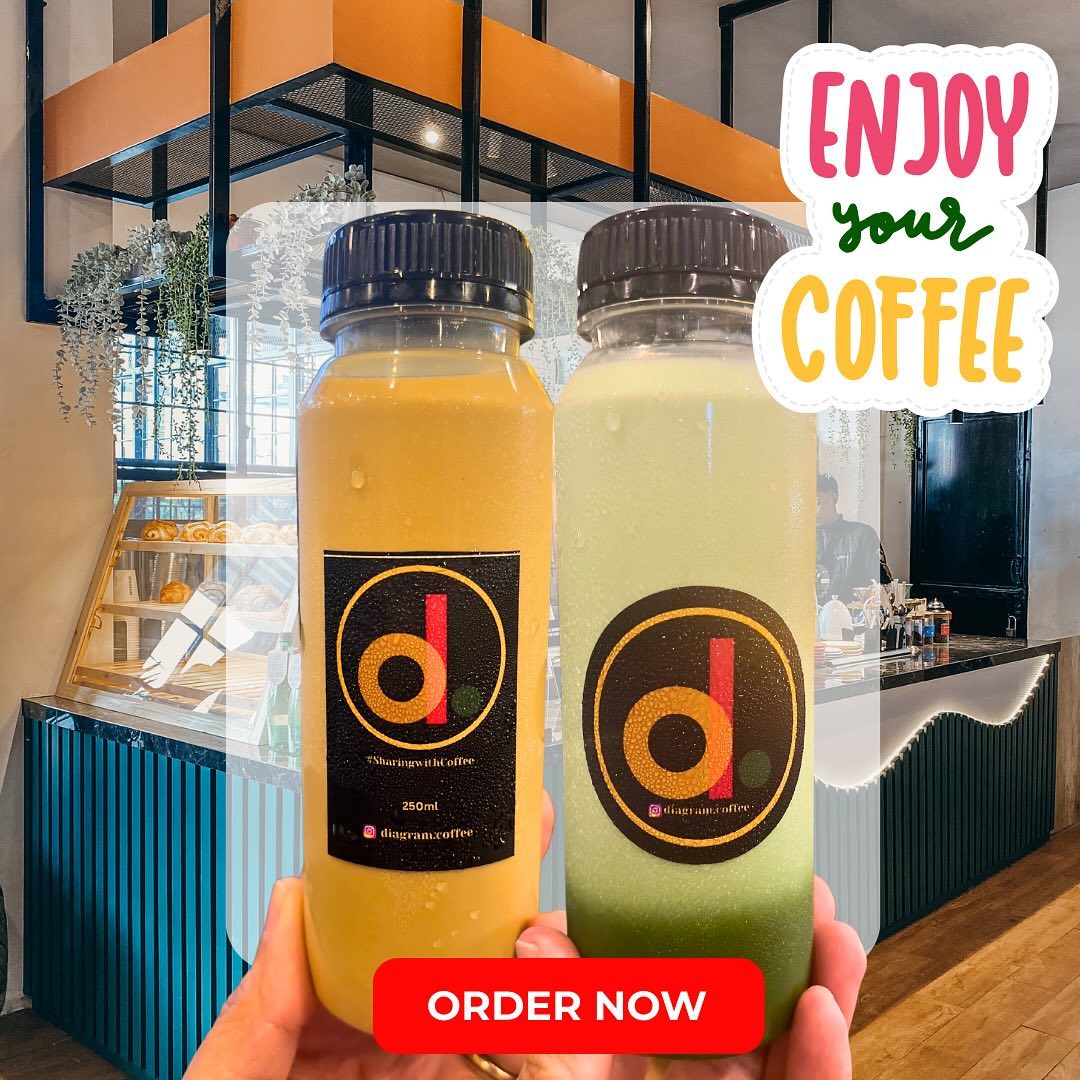 ENJOY
your
COFFEE
d.
#SharingwithCoffee
250ml
diagram.coffee
d.
diagram.coffee
ORDER NOW